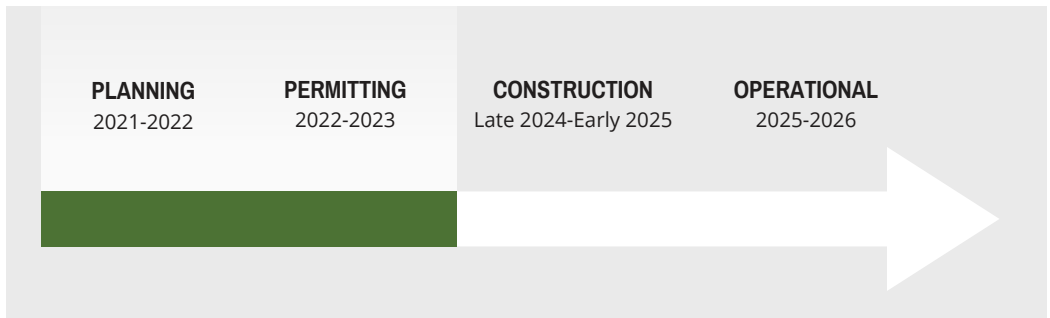 PLANNING
2021-2022
PERMITTING
2022-2023
CONSTRUCTION
Late 2024-Early 2025
OPERATIONAL
2025-2026